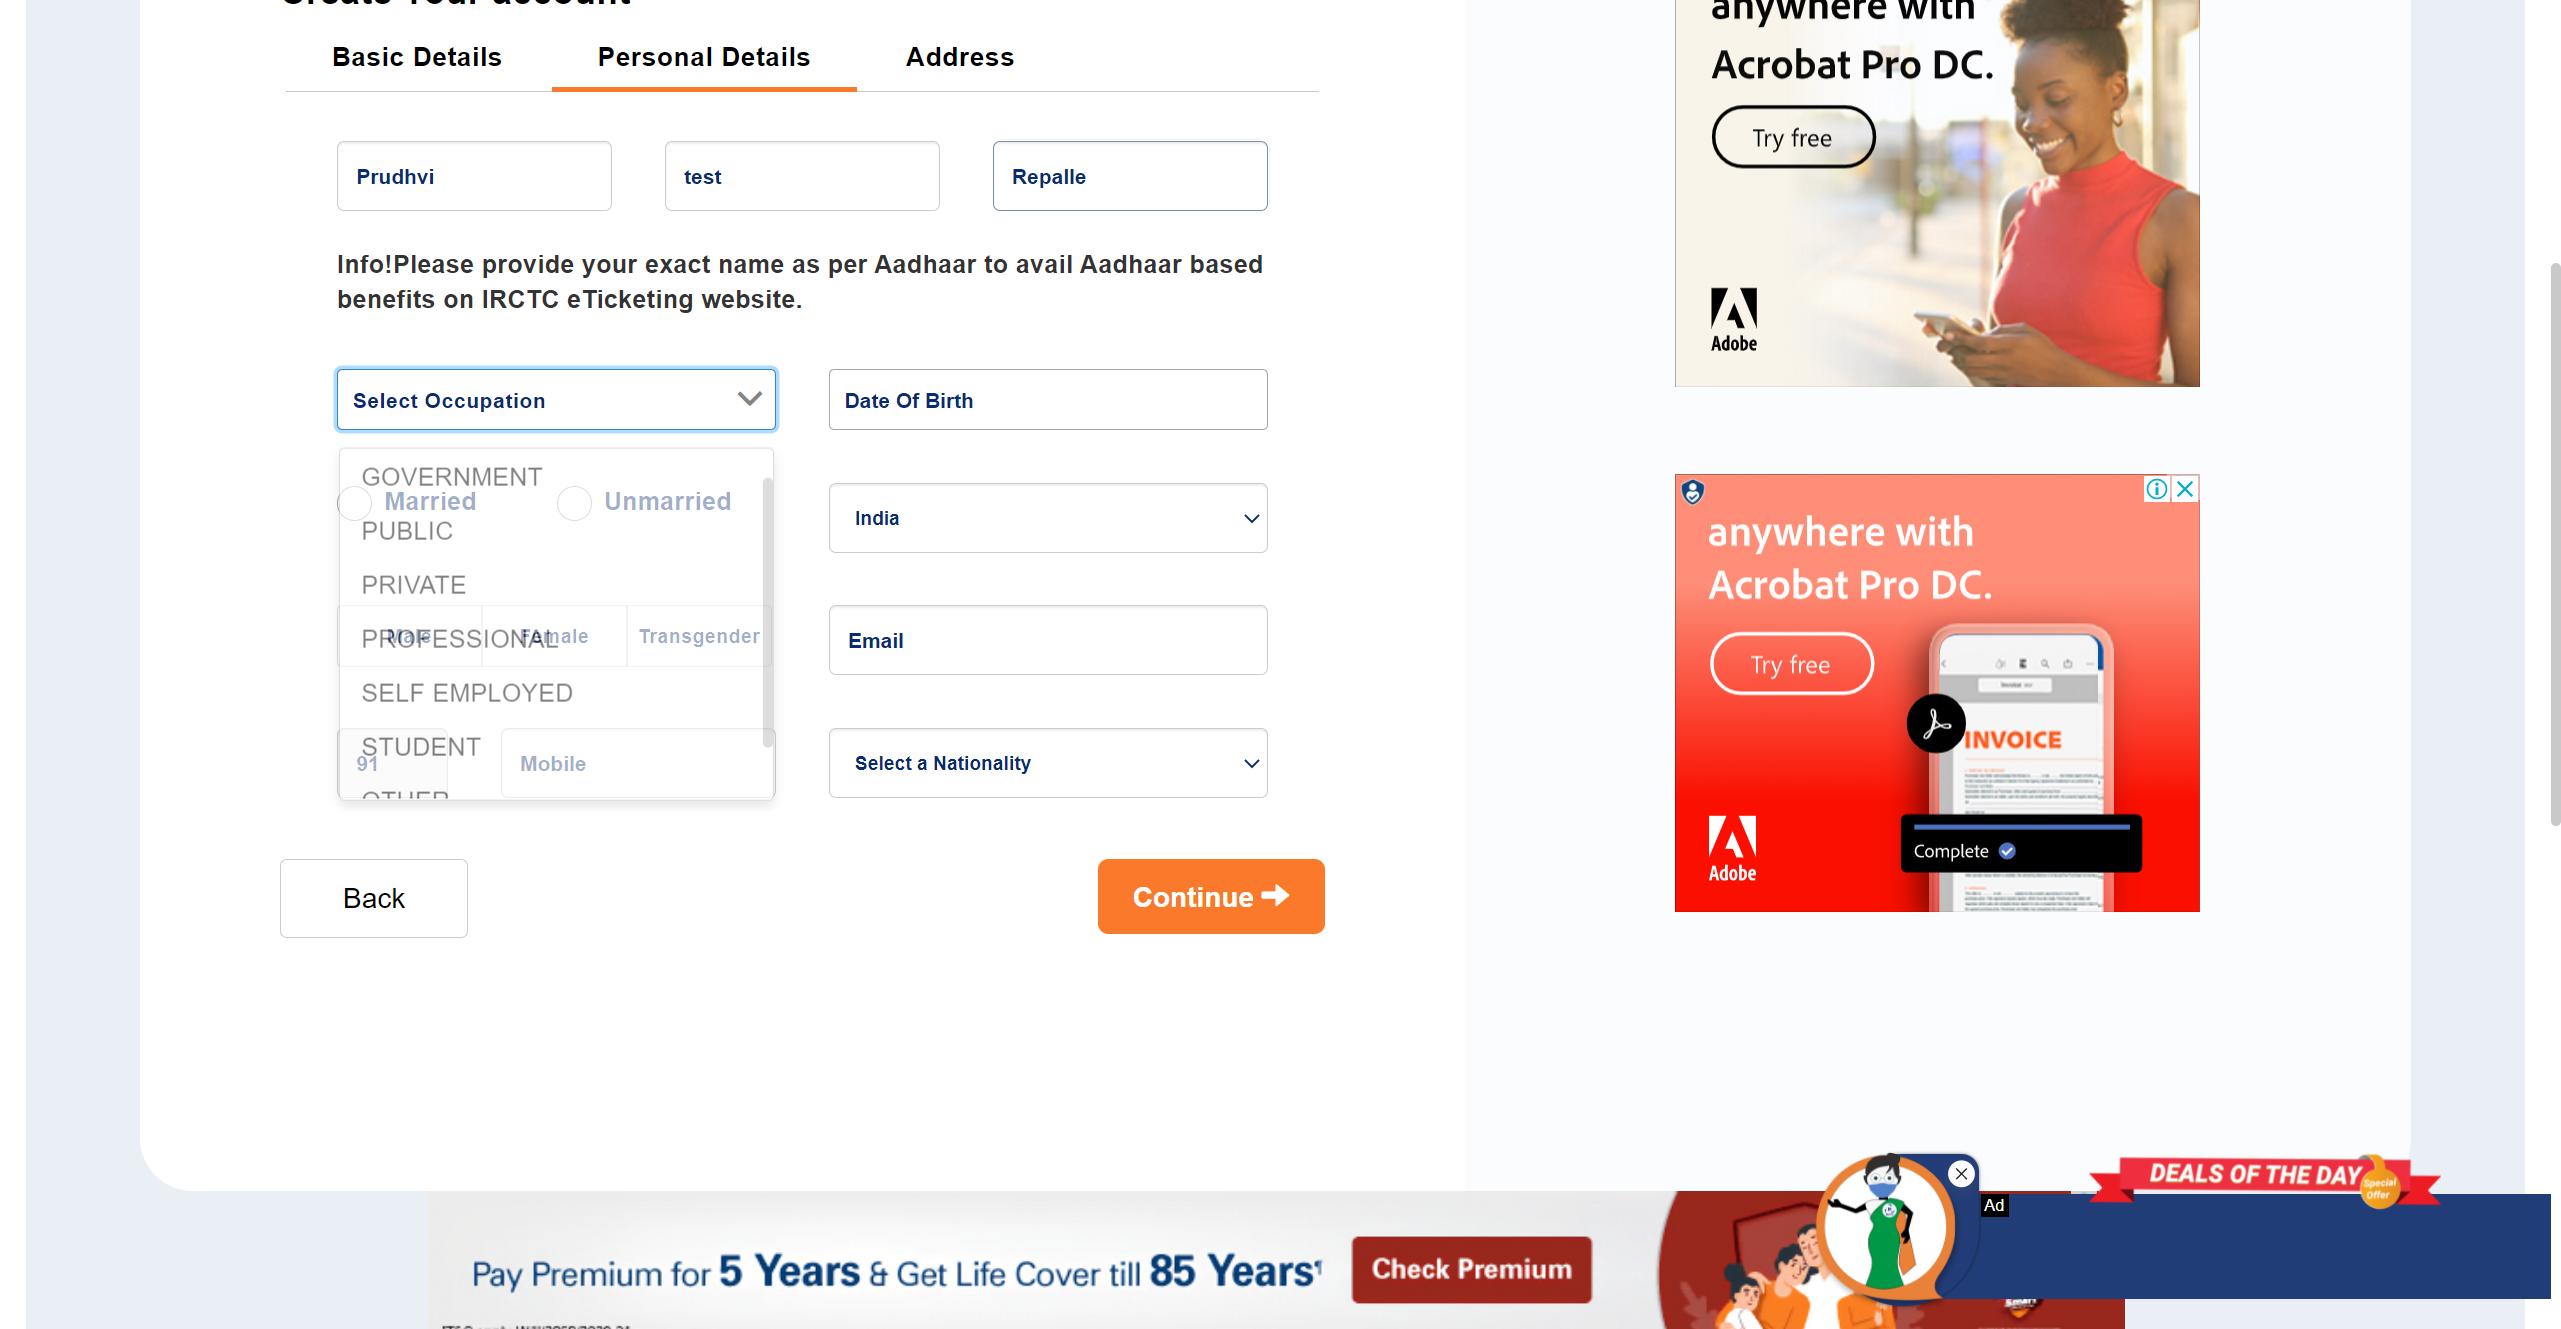 Create Your account
Basic Details
Personal Details
Address
Prudhvi
test
Repalle
Info!Please provide your exact name as per Aadhaar to avail Aadhaar based
benefits on IRCTC eTicketing website.
Select Occupation
Date Of Birth
GOVERNMENT
Married
Unmarried
PUBLIC
India
PRIVATE
Male
Female
Transgender
PROFESSIONAL
Email
SELF EMPLOYED
STUDENT
91
Mobile
OTHER
Select a Nationality
Back
Continue
anywhere with
Acrobat Pro DC.
Try free
Adobe
anywhere with
Acrobat Pro DC.
Try free
INVOICE
Complete
Adobe
DEALS OF THE DAY
Special
Offer
Ad
Pay Premium for 5 Years & Get Life Cover till 85 Years
Check Premium